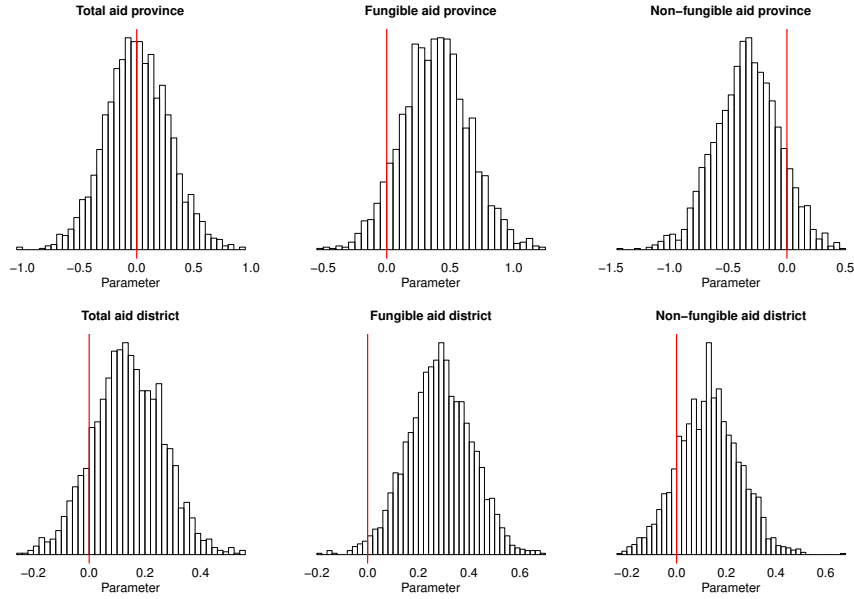 Total aid province
−1.0 −0.5 0.0 0.5 1.0
Parameter
Fungible aid province
−0.5 0.0 0.5 1.0
Parameter
Non−fungible aid province
−1.5 −1.0 −0.5 0.0 0.5
Parameter
Total aid district
−0.2 0.0 0.2 0.4
Parameter
Fungible aid district
−0.2 0.0 0.2 0.4 0.6
Parameter
Non−fungible aid district
−0.2 0.0 0.2 0.4 0.6
Parameter